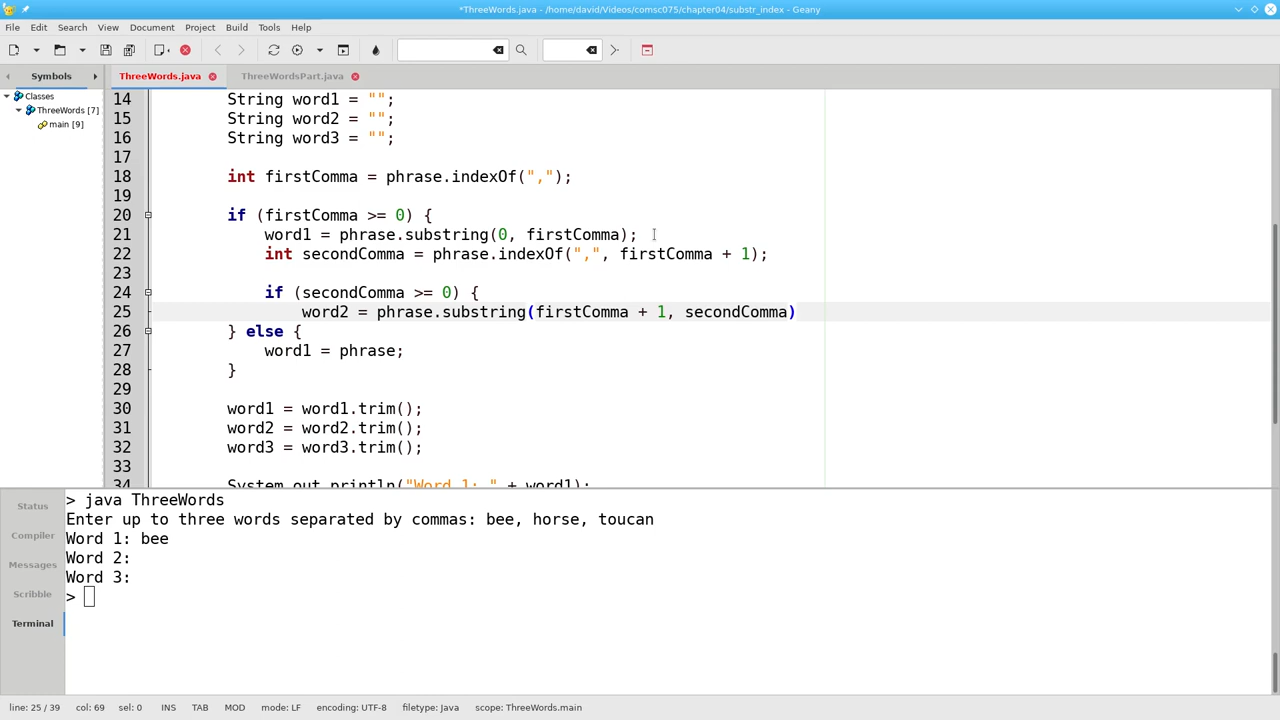 *ThreeWords.java - /home/david/Videos/comsc075/chapter04/substr_index - Geany
File Edit Search View Document Project Build Tools Help
Symbols ThreeWords.java ThreeWordsPart.java
Classes
ThreeWords [7]
main [9]
14 String word1 = "";
15 String word2 = "";
16 String word3 = "";
17
18 int firstComma = phrase.indexOf(",");
19
20 if (firstComma >= 0) {
21 word1 = phrase.substring(0, firstComma);
22 int secondComma = phrase.indexOf(",", firstComma + 1);
23
24 if (secondComma >= 0) {
25 word2 = phrase.substring(firstComma + 1, secondComma)
26 } else {
27 word1 = phrase;
28 }
29
30 word1 = word1.trim();
31 word2 = word2.trim();
32 word3 = word3.trim();
33
34 System.out.println("Word 1: " + word1);
Status
Compiler
Messages
Scribble
Terminal
> java ThreeWords
Enter up to three words separated by commas: bee, horse, toucan
Word 1: bee
Word 2:
Word 3:
>
line: 25 / 39 col: 69 sel: 0 INS TAB MOD mode: LF encoding: UTF-8 filetype: Java scope: ThreeWords.main